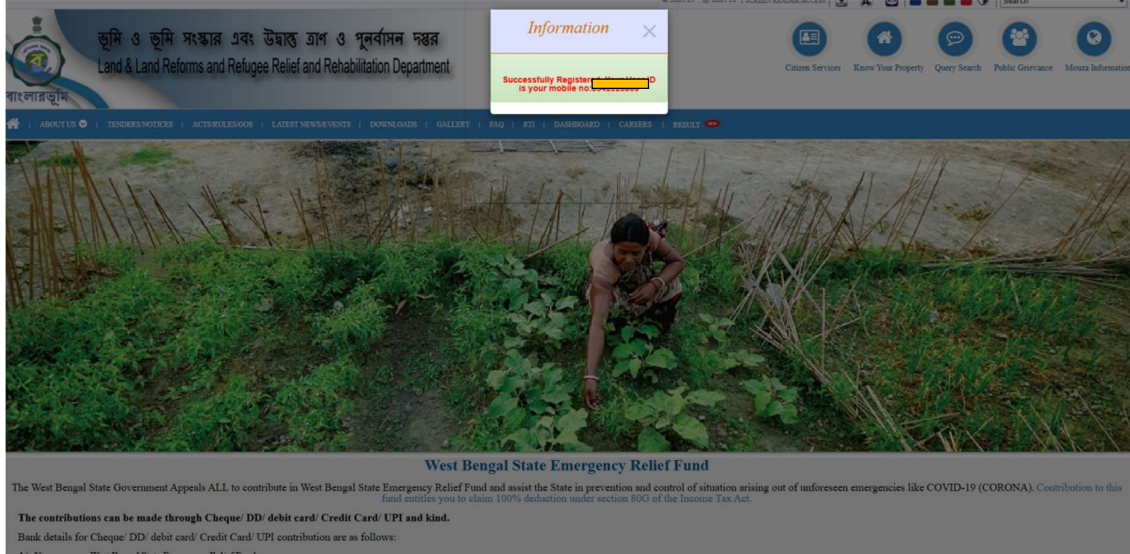 SCREEN READER ACCESS
Search
Information
ভূমি ও ভূমি সংস্কার এবং উদ্বাস্তু ত্রাণ ও পুনর্বাসন দপ্তর
Land & Land Reforms and Refugee Relief and Rehabilitation Department
বাংলারভূমি
Successfully Registered.
is your mobile no.
Citizen Services Know Your Property Query Search Public Grievance Mouza Information
ABOUT US | TENDERS/NOTICES | ACTS/RULES/GOS | LATEST NEWS/EVENTS | DOWNLOADS | GALLERY | FAQ | RTI | DASHBOARD | CAREERS | RESULT
West Bengal State Emergency Relief Fund
The West Bengal State Government Appeals ALL to contribute in West Bengal State Emergency Relief Fund and assist the State in prevention and control of situation arising out of unforeseen emergencies like COVID-19 (CORONA). Contribution to this
fund entitles you to claim 100% deduction under section 80G of the Income Tax Act.
The contributions can be made through Cheque/ DD/ debit card/ Credit Card/ UPI and kind.
Bank details for Cheque/ DD/ debit card/ Credit Card/ UPI contribution are as follows: